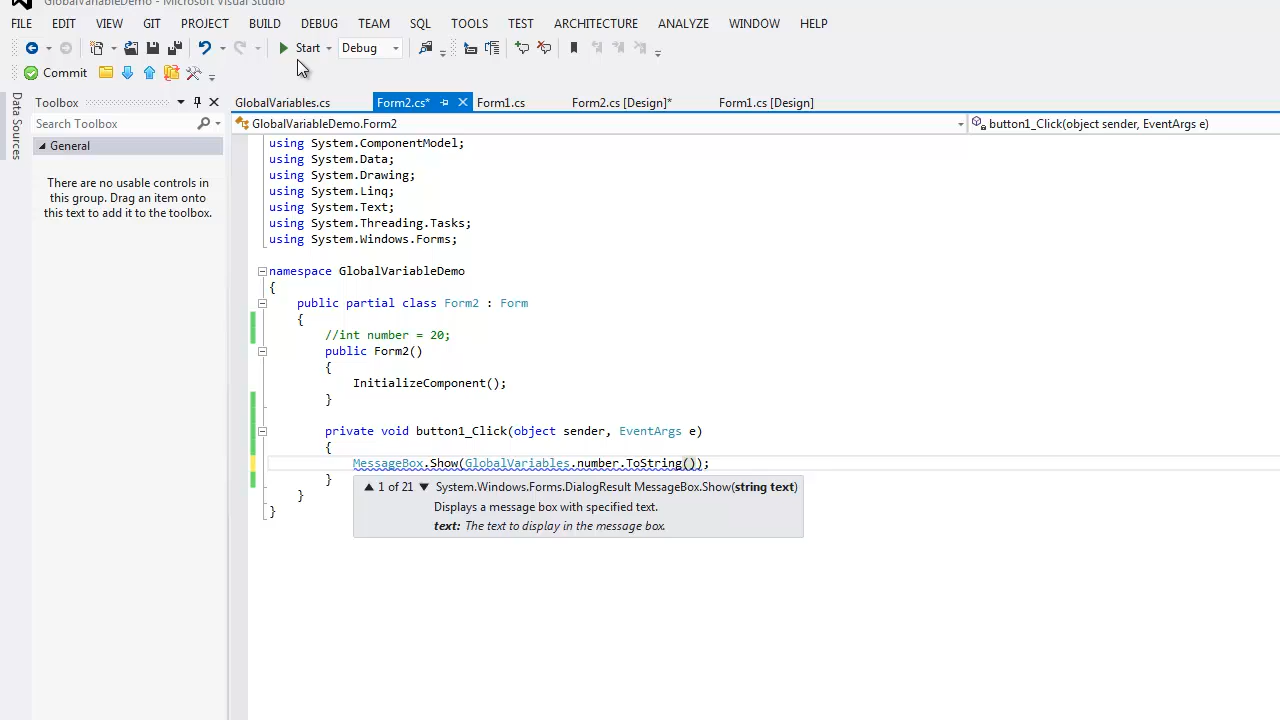 GlobalVariableDemo - Microsoft Visual Studio
FILE EDIT VIEW GIT PROJECT BUILD DEBUG TEAM SQL TOOLS TEST ARCHITECTURE ANALYZE WINDOW HELP
Start Debug
Commit
Data Sources
Toolbox
Search Toolbox
General
There are no usable controls in
this group. Drag an item onto
this text to add it to the toolbox.
GlobalVariables.cs Form2.cs* Form1.cs Form2.cs [Design]* Form1.cs [Design]
GlobalVariableDemo.Form2 button1_Click(object sender, EventArgs e)
using System.ComponentModel;
using System.Data;
using System.Drawing;
using System.Linq;
using System.Text;
using System.Threading.Tasks;
using System.Windows.Forms;
namespace GlobalVariableDemo
{
public partial class Form2 : Form
{
//int number = 20;
public Form2()
{
InitializeComponent();
}
private void button1_Click(object sender, EventArgs e)
{
MessageBox.Show(GlobalVariables.number.ToString());
}
▲ 1 of 21 ▼ System.Windows.Forms.DialogResult MessageBox.Show(string text)
Displays a message box with specified text.
text: The text to display in the message box.
}
}